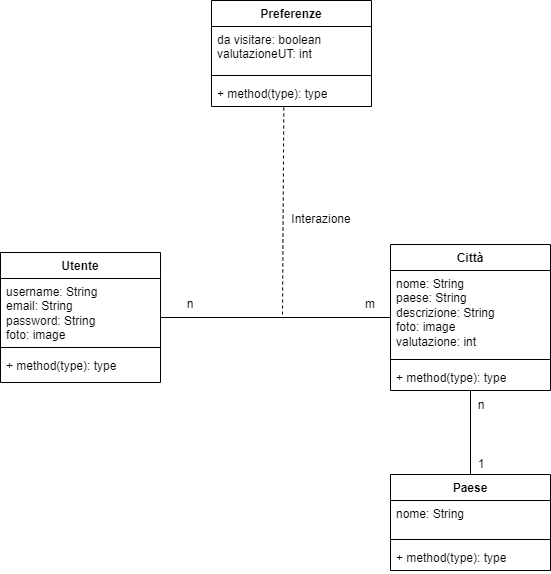 Preferenze
da visitare: boolean
valutazioneUT: int
+ method(type): type
Interazione
Utente
username: String
email: String
password: String
foto: image
+ method(type): type
n
m
Città
nome: String
paese: String
descrizione: String
foto: image
valutazione: int
+ method(type): type
n
1
Paese
nome: String
+ method(type): type